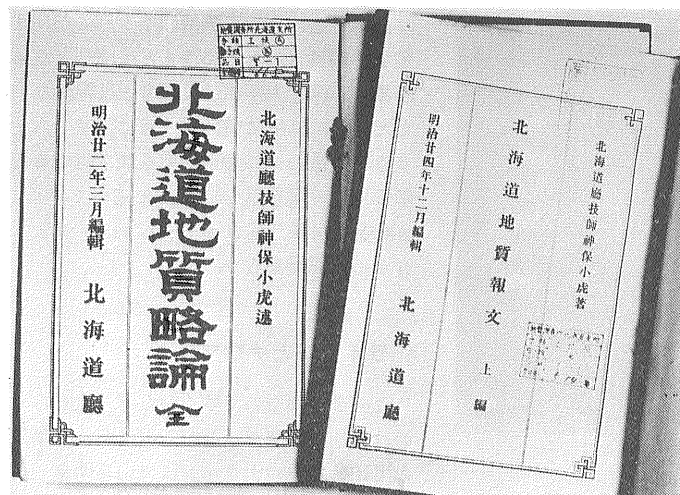 北海道廳技師神保小虎述
北海道地質略論 全
明治廿二年三月編輯 北海道廳
北海道廳技師神保小虎著
北海道地質報文 上編
明治廿四年十二月編輯 北海道廳